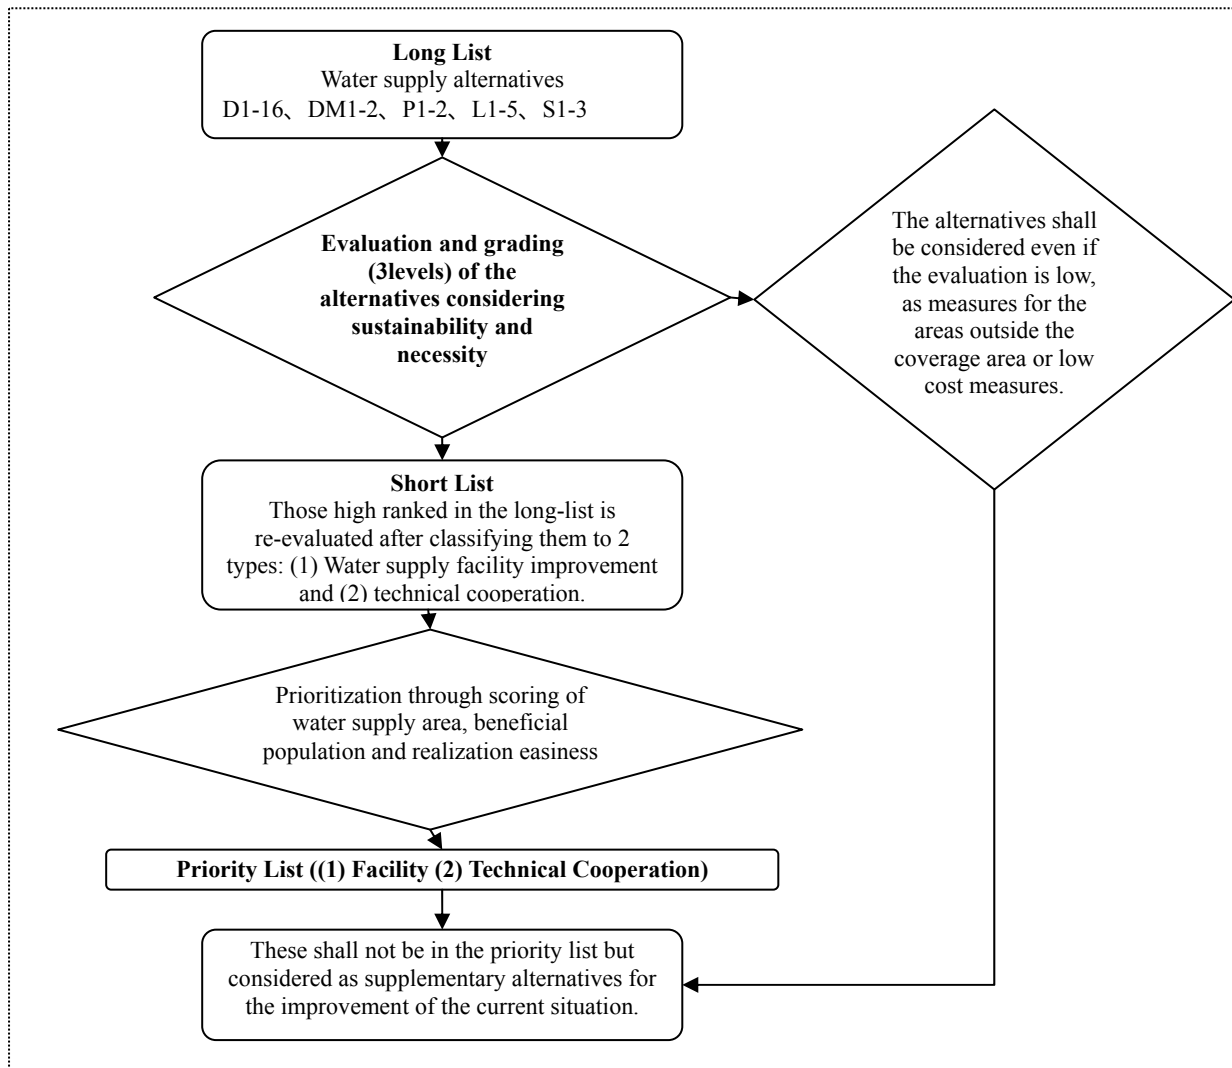 Long List
Water supply alternatives
D1-16、DM1-2、P1-2、L1-5、S1-3
Evaluation and grading
(3levels) of the
alternatives considering
sustainability and
necessity
The alternatives shall
be considered even if
the evaluation is low,
as measures for the
areas outside the
coverage area or low
cost measures.
Short List
Those high ranked in the long-list is
re-evaluated after classifying them to 2
types: (1) Water supply facility improvement
and (2) technical cooperation.
Prioritization through scoring of
water supply area, beneficial
population and realization easiness
Priority List ((1) Facility (2) Technical Cooperation)
These shall not be in the priority list but
considered as supplementary alternatives for
the improvement of the current situation.